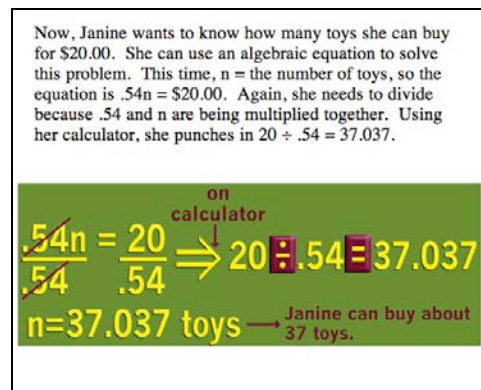 Now, Janine wants to know how many toys she can buy
for $20.00.  She can use an algebraic equation to solve
this problem.  This time, n = the number of toys, so the
equation is .54n = $20.00.  Again, she needs to divide
because .54 and n are being multiplied together.  Using
her calculator, she punches in 20 ÷ .54 = 37.037.
on
calculator
.54n = 20 ⇒ 20 ÷ .54 = 37.037
.54 .54
n=37.037 toys → Janine can buy about
37 toys.